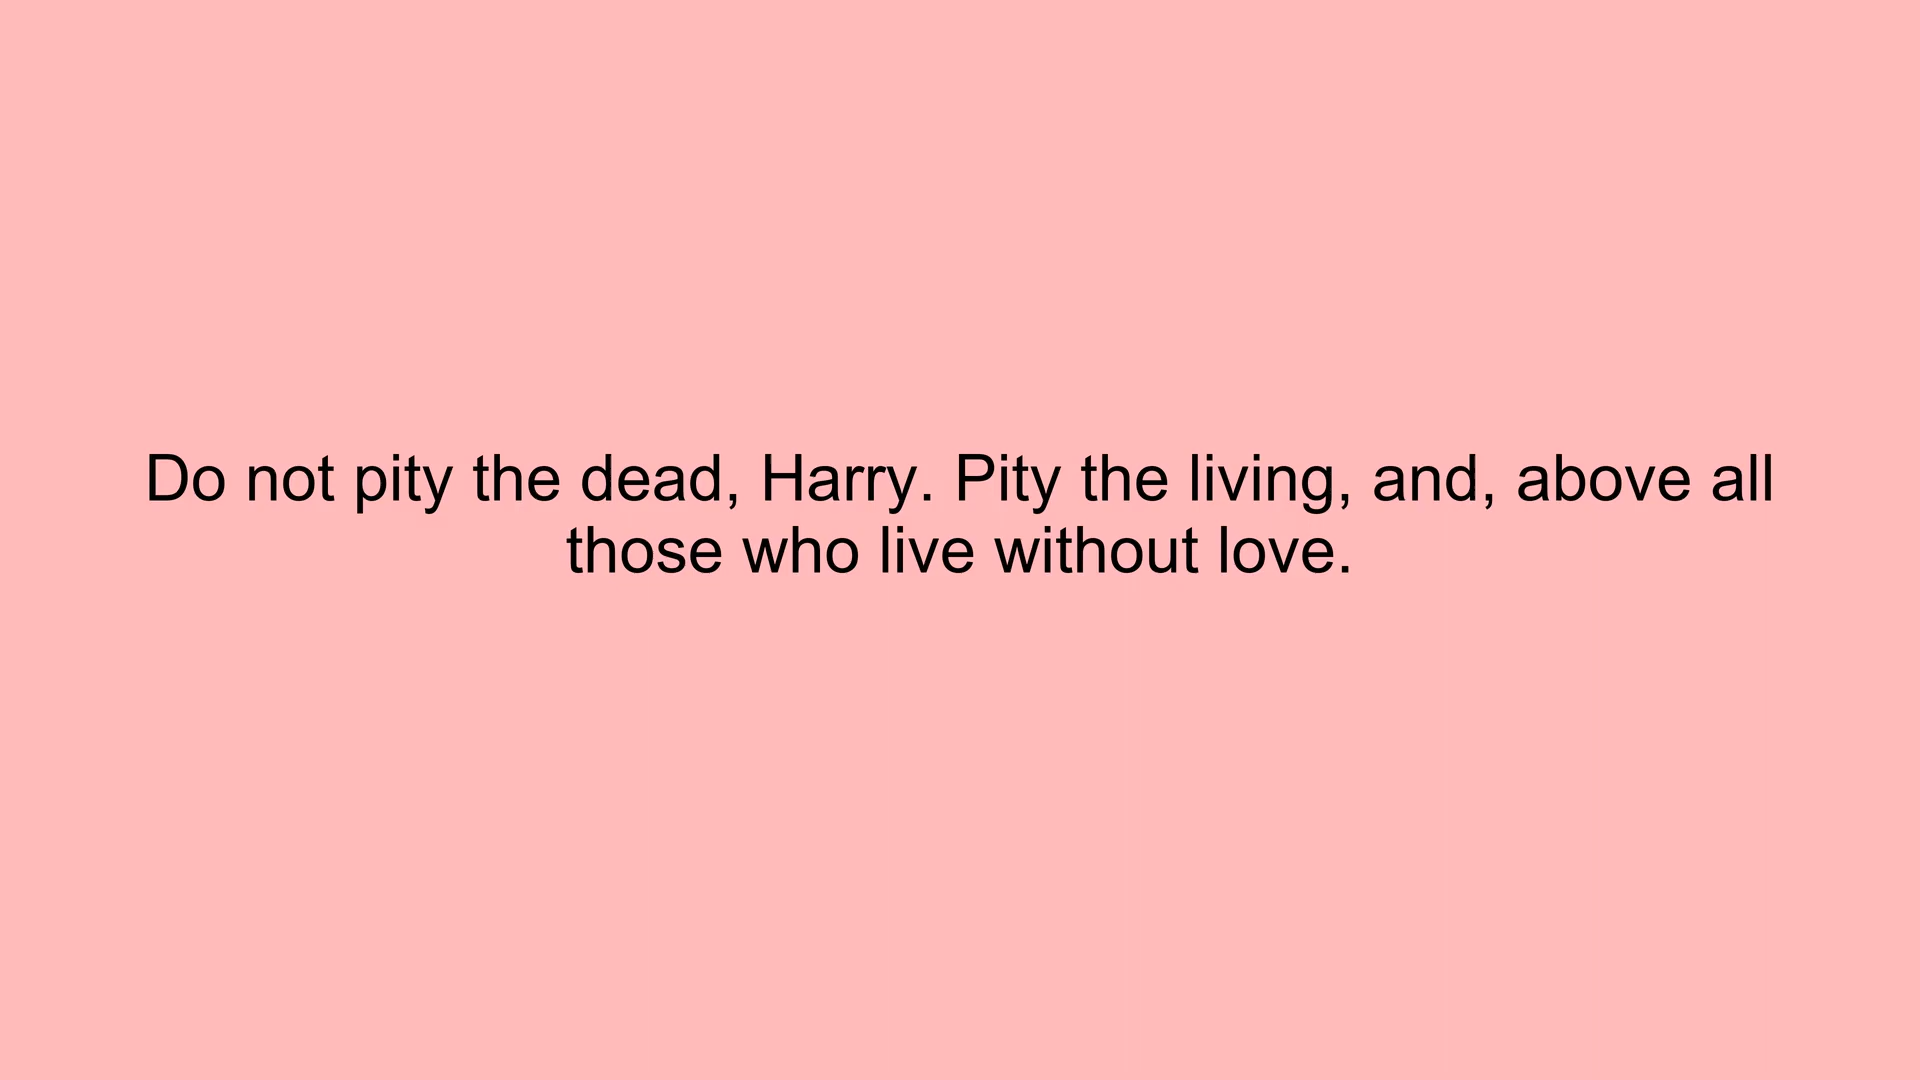 Do not pity the dead, Harry. Pity the living, and, above all
those who live without love.